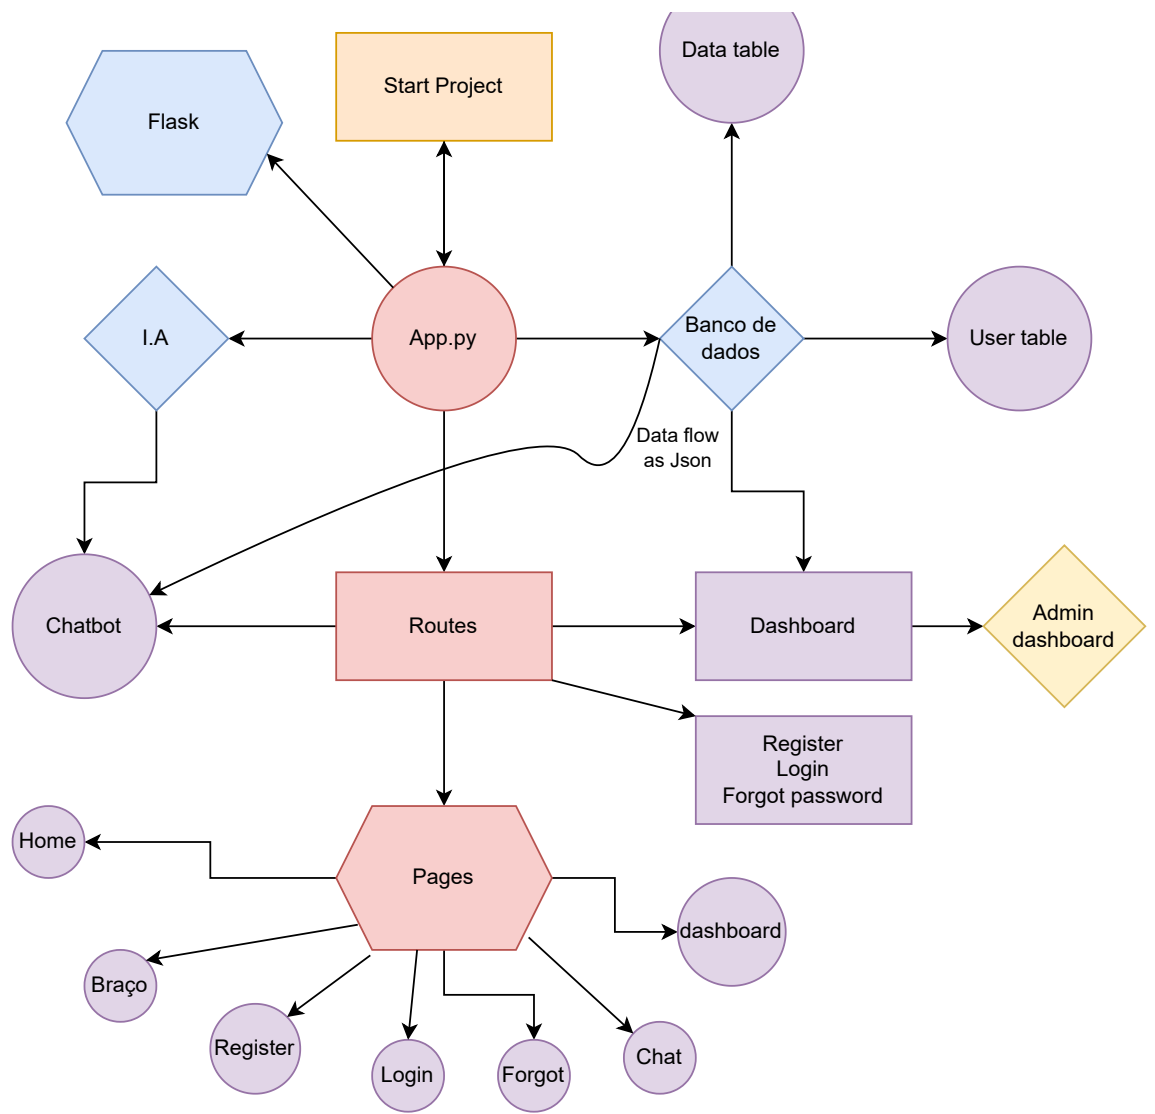 Data table
Start Project
Flask
Banco de
dados
I.A
App.py
User table
Data flow
as Json
Chatbot
Routes
Dashboard
Admin
dashboard
Register
Login
Forgot password
Home
Pages
dashboard
Braço
Register
Login
Forgot
Chat